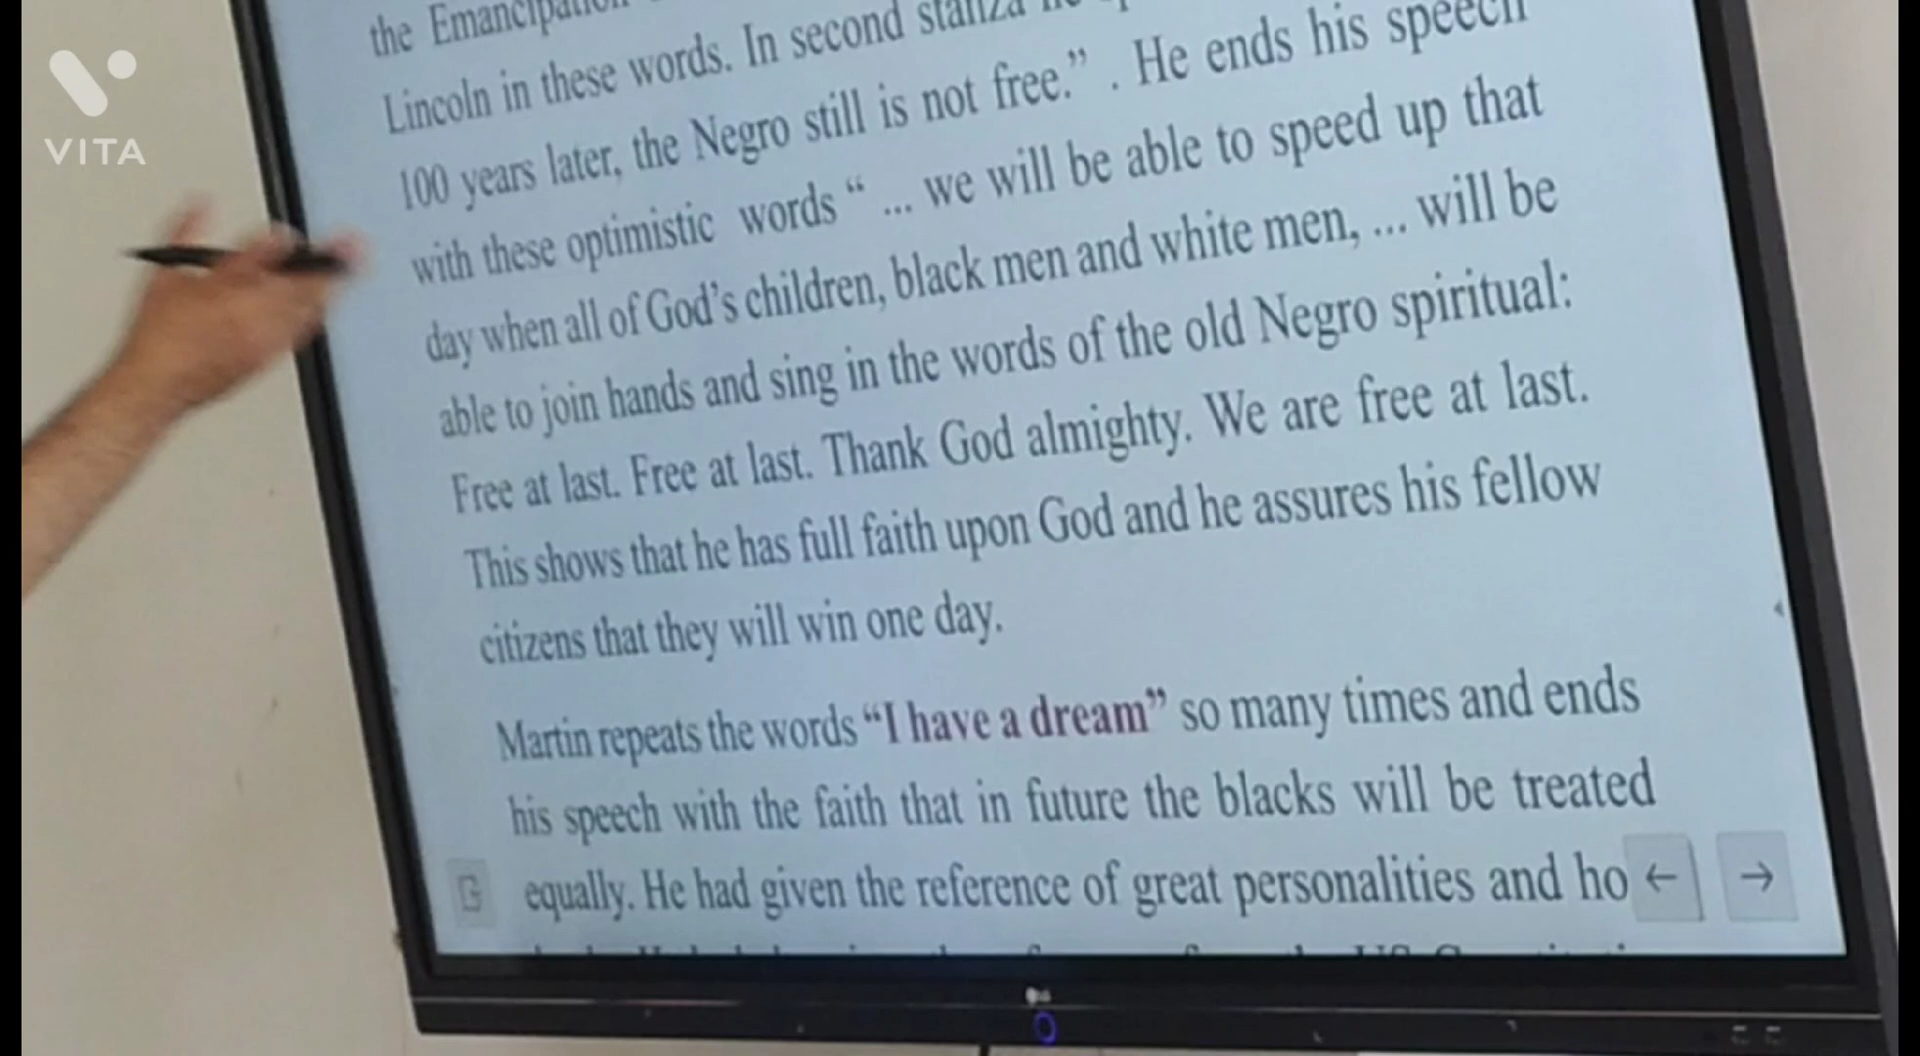 VITA
the Emancipation
Lincoln in these words. In second stanza he
100 years later, the Negro still is not free.” . He ends his speech
with these optimistic words “ ... we will be able to speed up that
day when all of God’s children, black men and white men, ... will be
able to join hands and sing in the words of the old Negro spiritual:
Free at last. Free at last. Thank God almighty. We are free at last.
This shows that he has full faith upon God and he assures his fellow
citizens that they will win one day.
Martin repeats the words “I have a dream” so many times and ends
his speech with the faith that in future the blacks will be treated
equally. He had given the reference of great personalities and ho